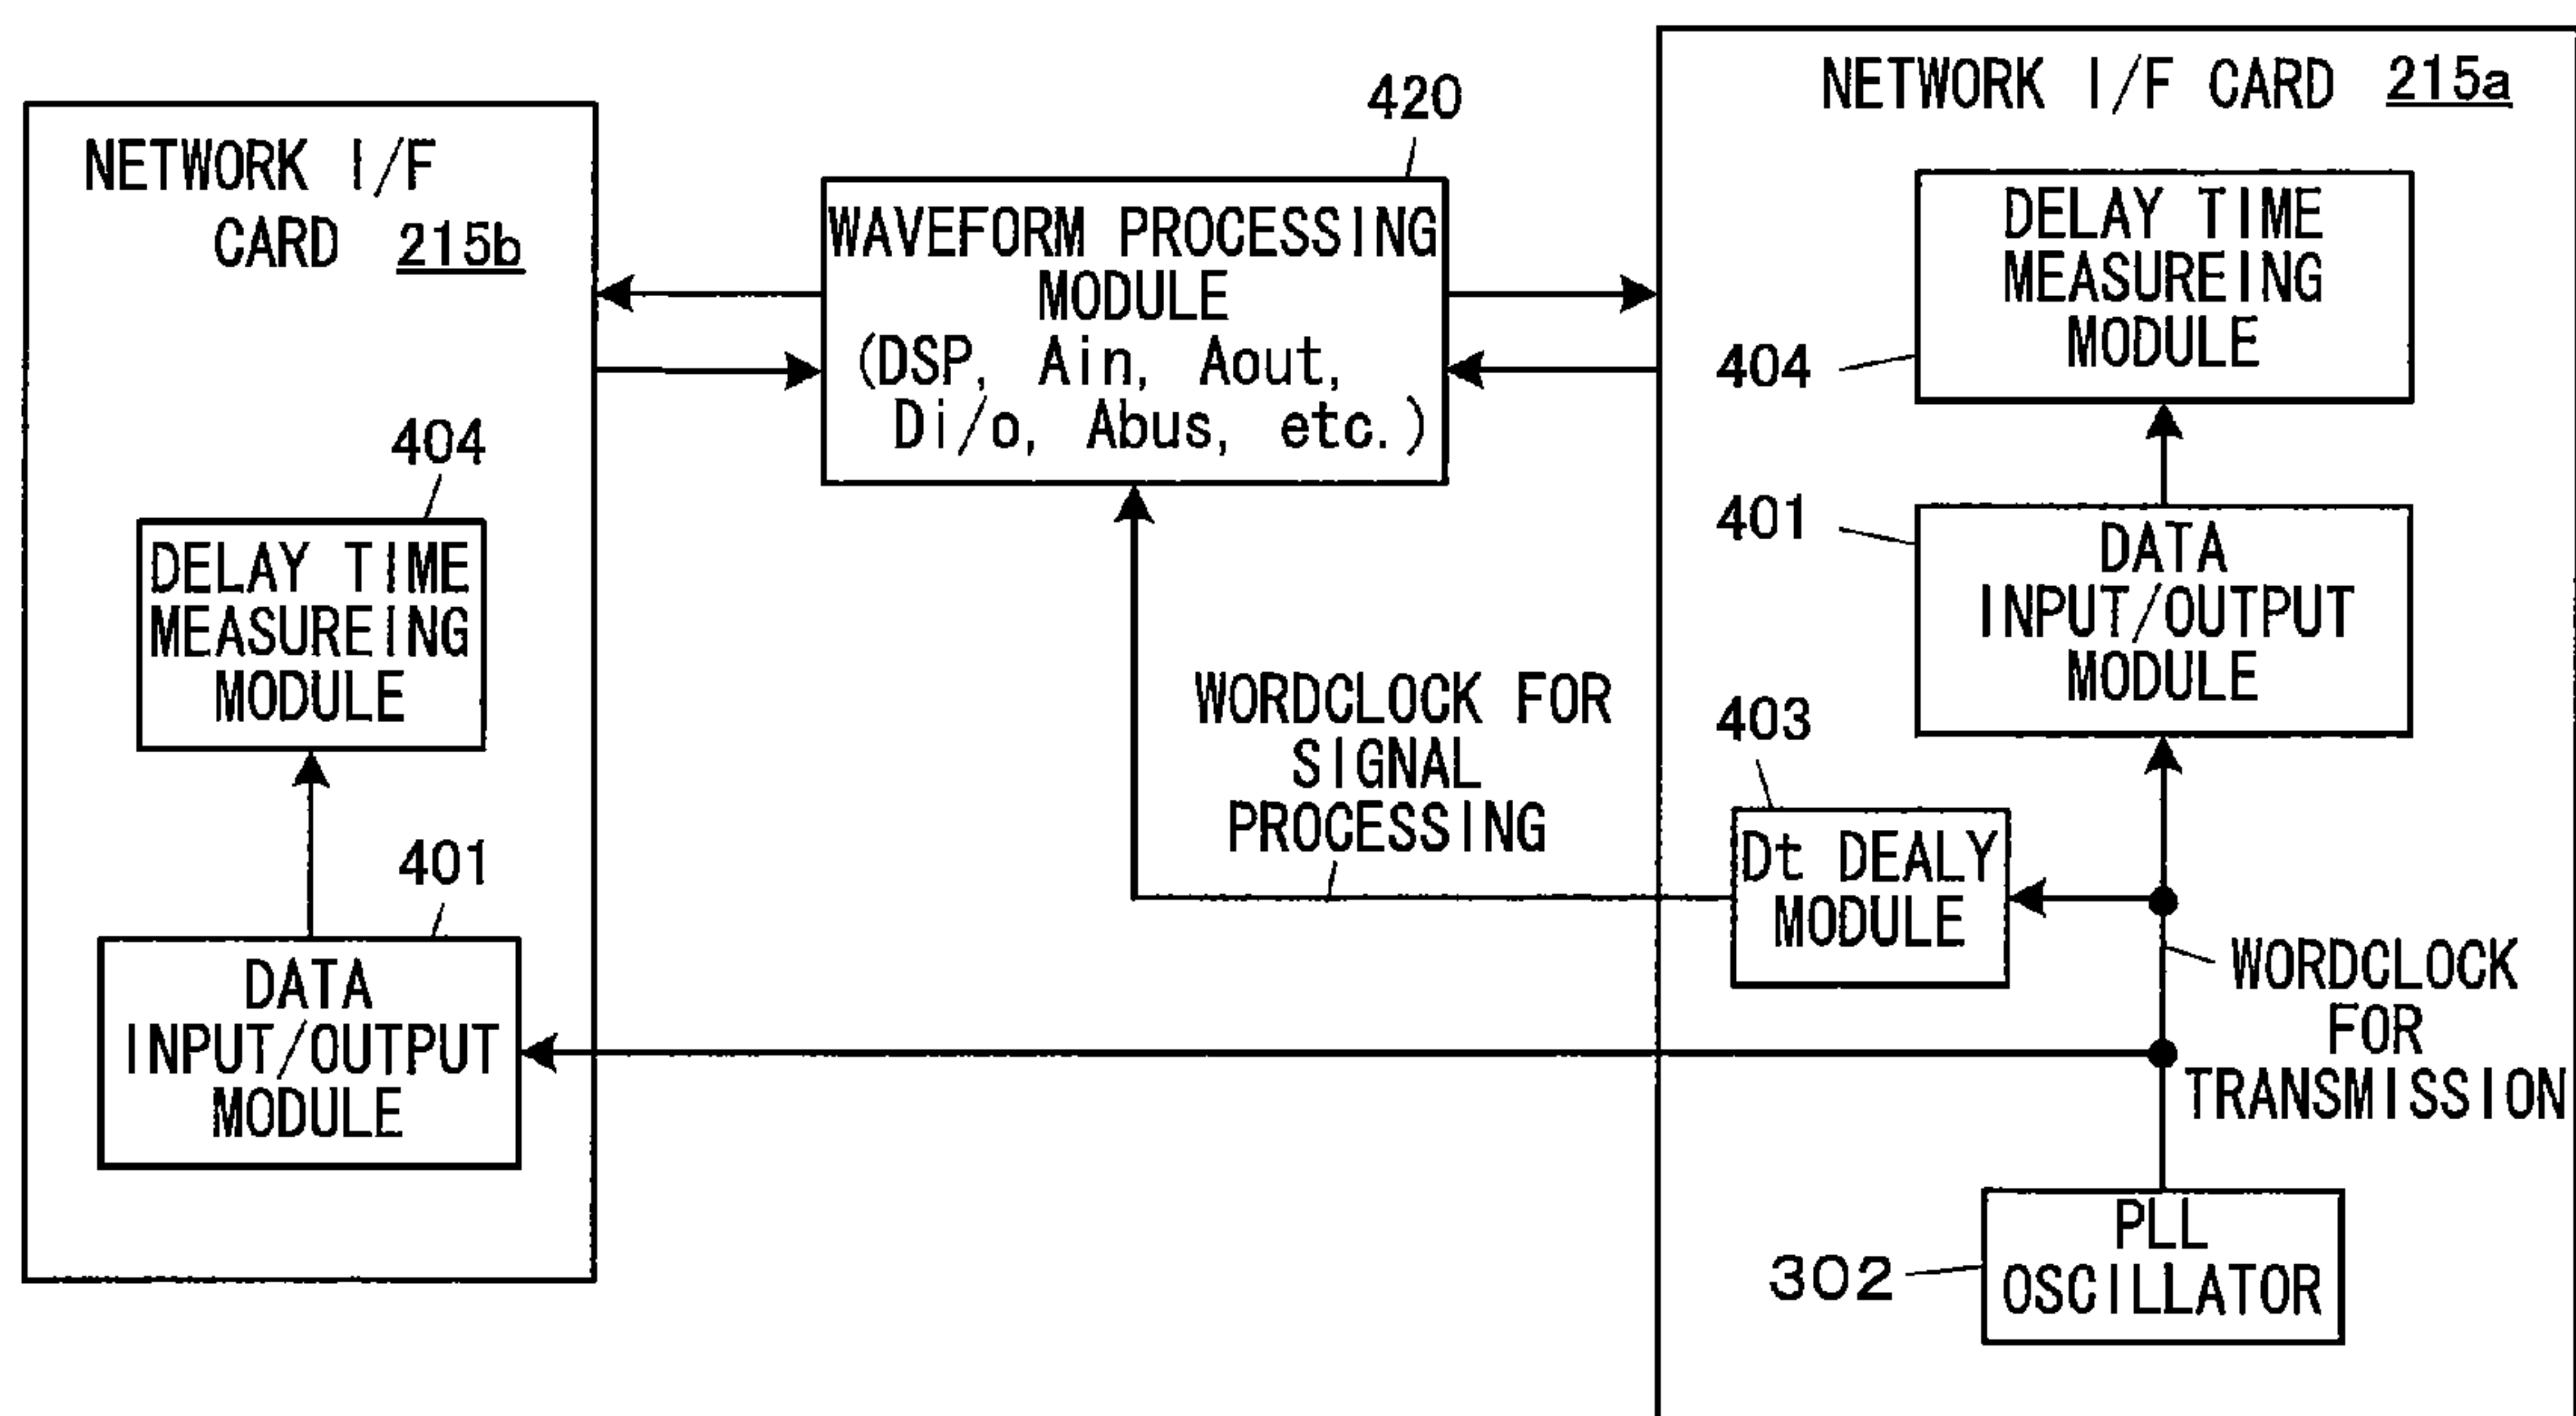 NETWORK I/F
CARD 215b
404
DELAY TIME
MEASUREING
MODULE
401
DATA
INPUT/OUTPUT
MODULE
420
WAVEFORM PROCESSING
MODULE
(DSP, Ain, Aout,
Di/o, Abus, etc.)
WORDCLOCK FOR
SIGNAL
PROCESSING
NETWORK I/F CARD 215a
DELAY TIME
MEASUREING
MODULE
404
401
DATA
INPUT/OUTPUT
MODULE
403
Dt DEALY
MODULE
WORDCLOCK
FOR
TRANSMISSION
PLL
OSCILLATOR
302